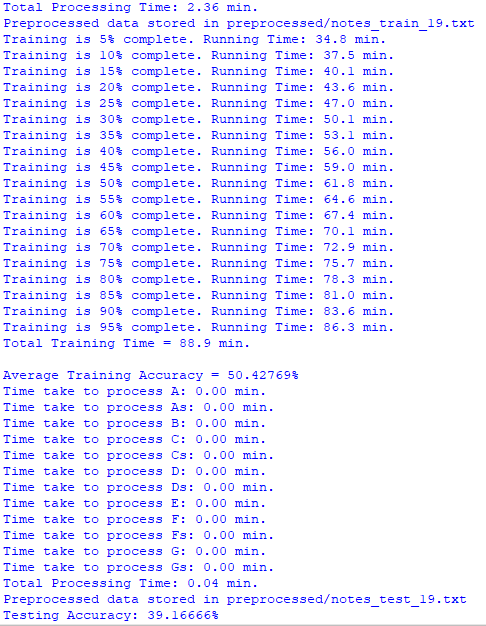 Total Processing Time: 2.36 min.
Preprocessed data stored in preprocessed/notes_train_19.txt
Training is 5% complete. Running Time: 34.8 min.
Training is 10% complete. Running Time: 37.5 min.
Training is 15% complete. Running Time: 40.1 min.
Training is 20% complete. Running Time: 43.6 min.
Training is 25% complete. Running Time: 47.0 min.
Training is 30% complete. Running Time: 50.1 min.
Training is 35% complete. Running Time: 53.1 min.
Training is 40% complete. Running Time: 56.0 min.
Training is 45% complete. Running Time: 59.0 min.
Training is 50% complete. Running Time: 61.8 min.
Training is 55% complete. Running Time: 64.6 min.
Training is 60% complete. Running Time: 67.4 min.
Training is 65% complete. Running Time: 70.1 min.
Training is 70% complete. Running Time: 72.9 min.
Training is 75% complete. Running Time: 75.7 min.
Training is 80% complete. Running Time: 78.3 min.
Training is 85% complete. Running Time: 81.0 min.
Training is 90% complete. Running Time: 83.6 min.
Training is 95% complete. Running Time: 86.3 min.
Total Training Time = 88.9 min.

Average Training Accuracy = 50.42769%
Time take to process A: 0.00 min.
Time take to process As: 0.00 min.
Time take to process B: 0.00 min.
Time take to process C: 0.00 min.
Time take to process Cs: 0.00 min.
Time take to process D: 0.00 min.
Time take to process Ds: 0.00 min.
Time take to process E: 0.00 min.
Time take to process F: 0.00 min.
Time take to process Fs: 0.00 min.
Time take to process G: 0.00 min.
Time take to process Gs: 0.00 min.
Total Processing Time: 0.04 min.
Preprocessed data stored in preprocessed/notes_test_19.txt
Testing Accuracy: 39.16666%